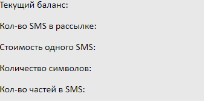 Текущий баланс:
Кол-во SMS в рассылке:
Стоимость одного SMS:
Количество символов:
Кол-во частей в SMS: